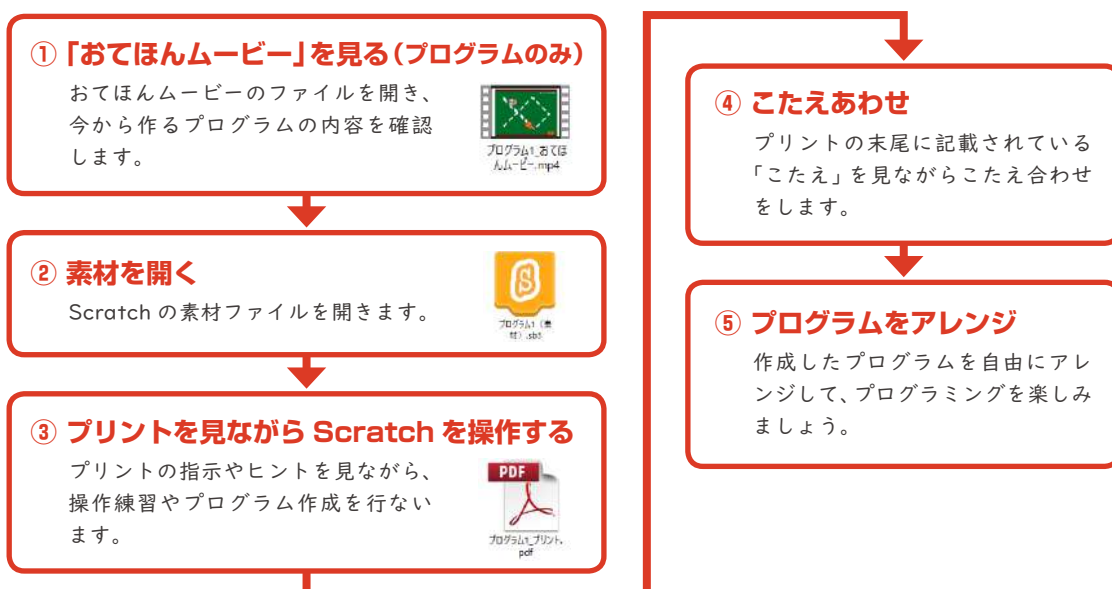 ① 「おてほんムービー」を見る（プログラムのみ）
おてほんムービーのファイルを開き、
今から作るプログラムの内容を確認
します。
プログラム1_おてほ
んムービー.mp4
② 素材を開く
Scratch の素材ファイルを開きます。
プログラム1（素
材）.sb3
③ プリントを見ながら Scratch を操作する
プリントの指示やヒントを見ながら、
操作練習やプログラム作成を行ない
ます。
PDF
プログラム1_プリント.
pdf
④ こたえあわせ
プリントの末尾に記載されている
「こたえ」を見ながらこたえ合わせ
をします。
⑤ プログラムをアレンジ
作成したプログラムを自由にアレ
ンジして、プログラミングを楽しみ
ましょう。